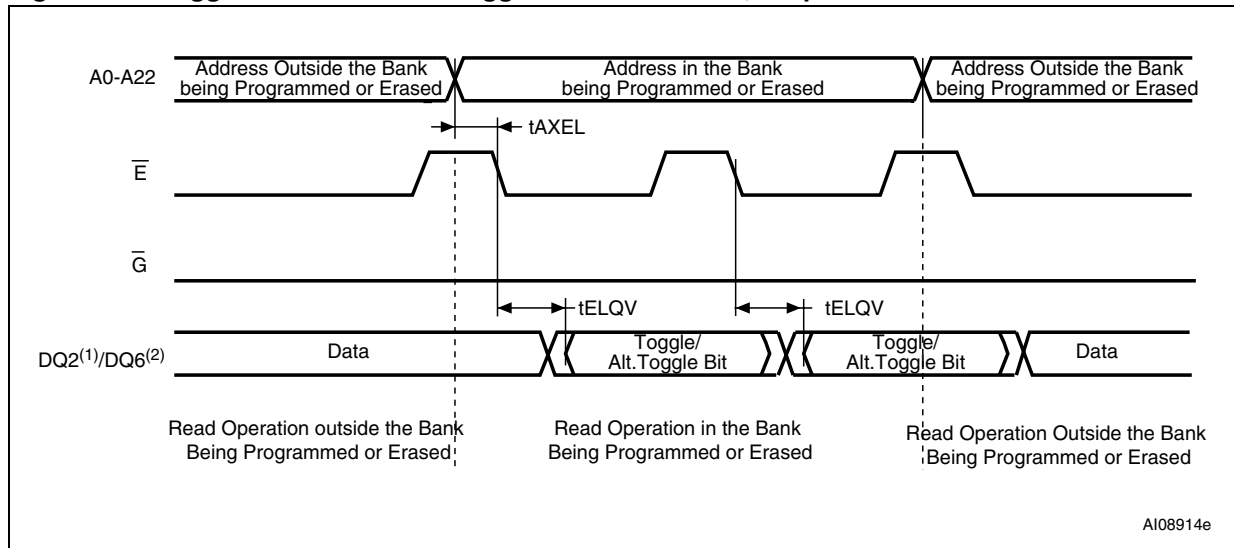 A0-A22
Address Outside the Bank
being Programmed or Erased
Address in the Bank
being Programmed or Erased
Address Outside the Bank
being Programmed or Erased
tAXEL
E
G
tELQV
tELQV
DQ2(1)/DQ6(2)
Data
Toggle/
Alt.Toggle Bit
Toggle/
Alt.Toggle Bit
Data
Read Operation outside the Bank
Being Programmed or Erased
Read Operation in the Bank
Being Programmed or Erased
Read Operation Outside the Bank
Being Programmed or Erased
AI08914e